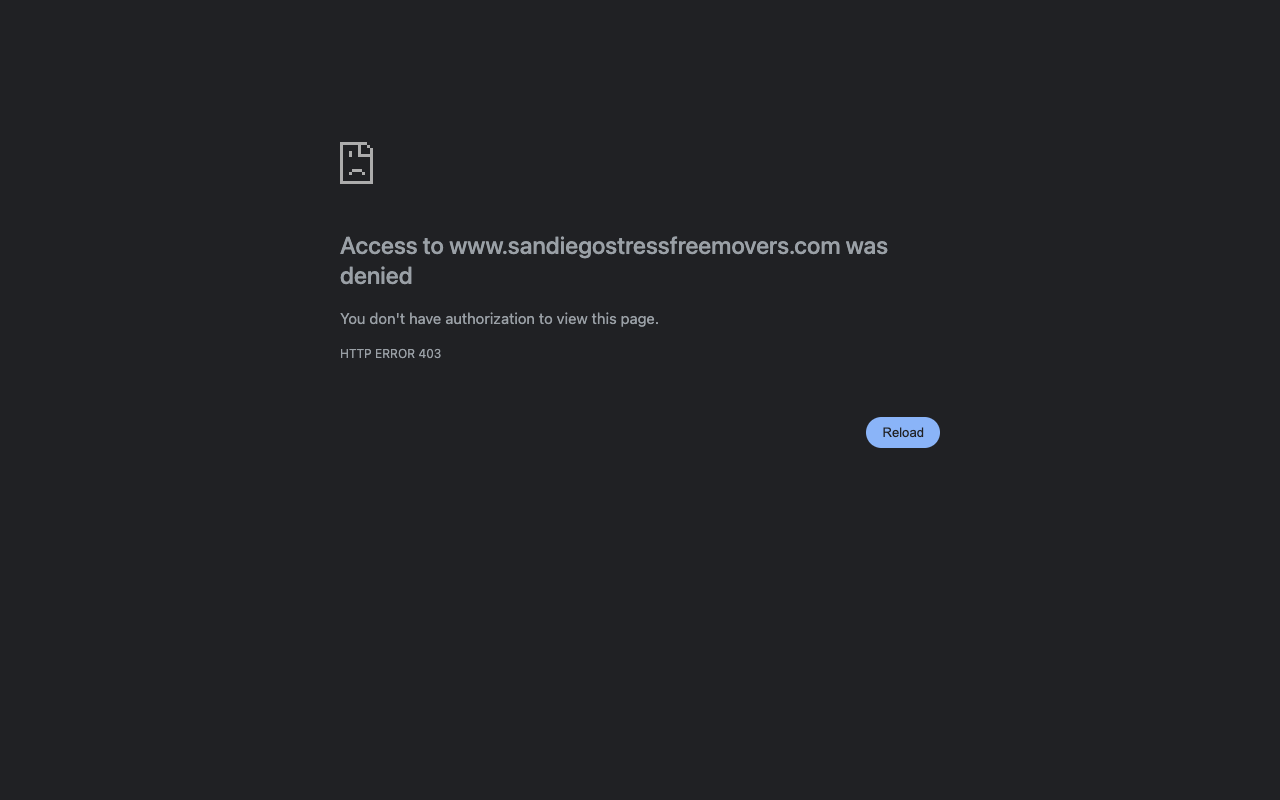 Access to www.sandiegostressfreemovers.com was
denied
You don't have authorization to view this page.
HTTP ERROR 403
Reload